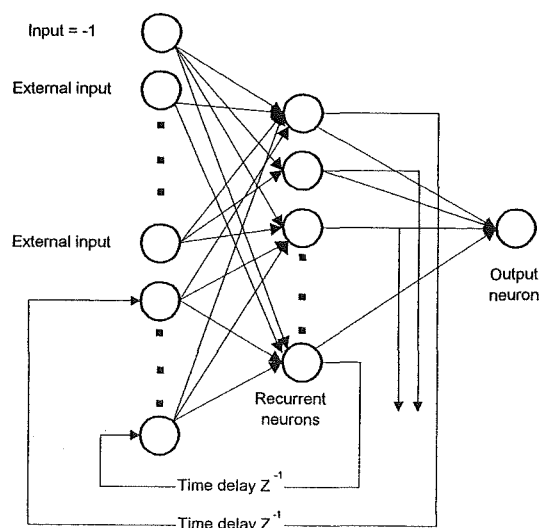 Input = -1
External input
External input
Output
neuron
Recurrent
neurons
Time delay Z-1
Time delay Z-1